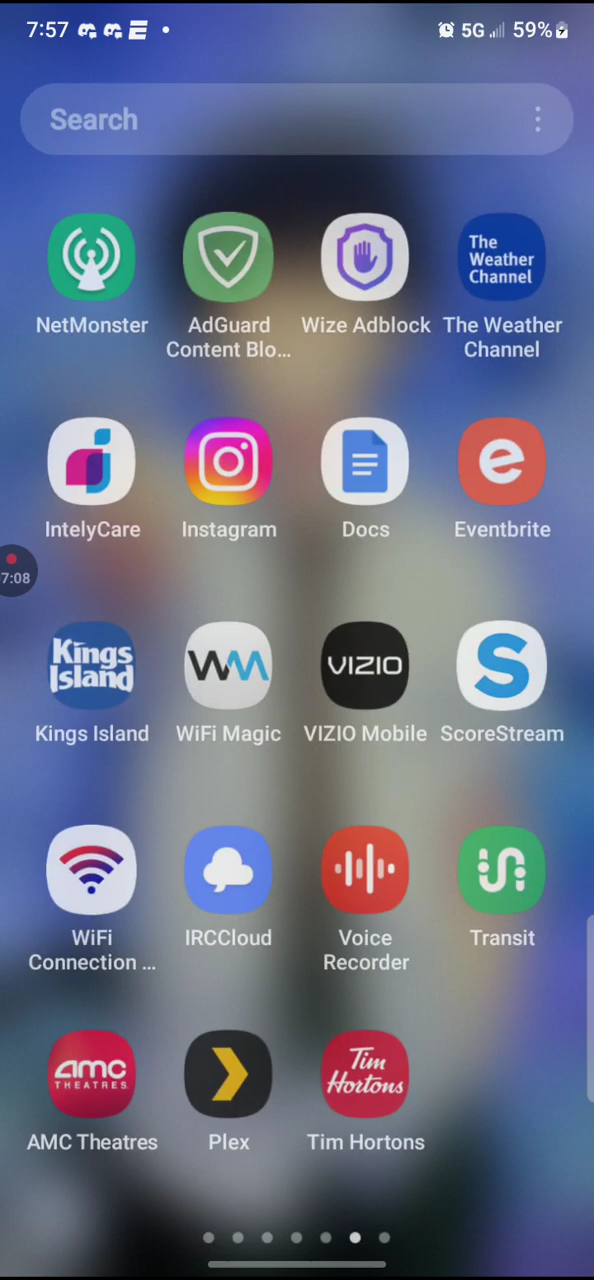 7:57 5G 59%
Search
The
Weather
Channel
NetMonster AdGuard Wize Adblock The Weather
Content Blo... Channel
IntelyCare Instagram Docs Eventbrite
7:08
Kings
Island
WM VIZIO S
Kings Island WiFi Magic VIZIO Mobile ScoreStream
WiFi IRCCloud Voice Transit
Connection ... Recorder
amc
THEATRES
Tim
Hortons
AMC Theatres Plex Tim Hortons